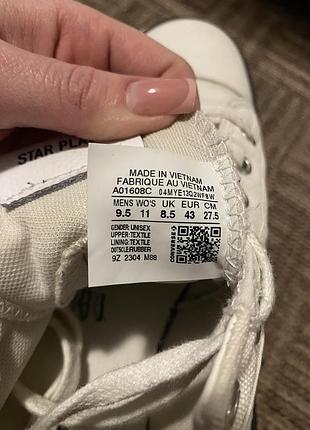 STAR PLA
MADE IN VIETNAM
FABRIQUE AU VIETNAM
A01608C 04MYE13Q2WF8W
MENS WO'S UK EUR CM
9.5 11 8.5 43 27.5
GENDER: UNISEX
UPPER: TEXTILE
LINING: TEXTILE
OUTSOLE: RUBBER
9Z 2304 M88
CONVERSE